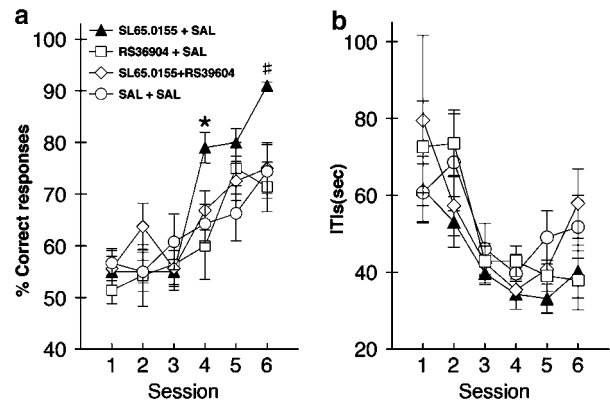 a
100
90
80
70
60
50
40
% Correct responses
SL65.0155 + SAL
RS36904 + SAL
SL65.0155+RS39604
SAL + SAL
*
#
1 2 3 4 5 6
Session
b
100
80
60
40
20
ITIs(sec)
1 2 3 4 5 6
Session